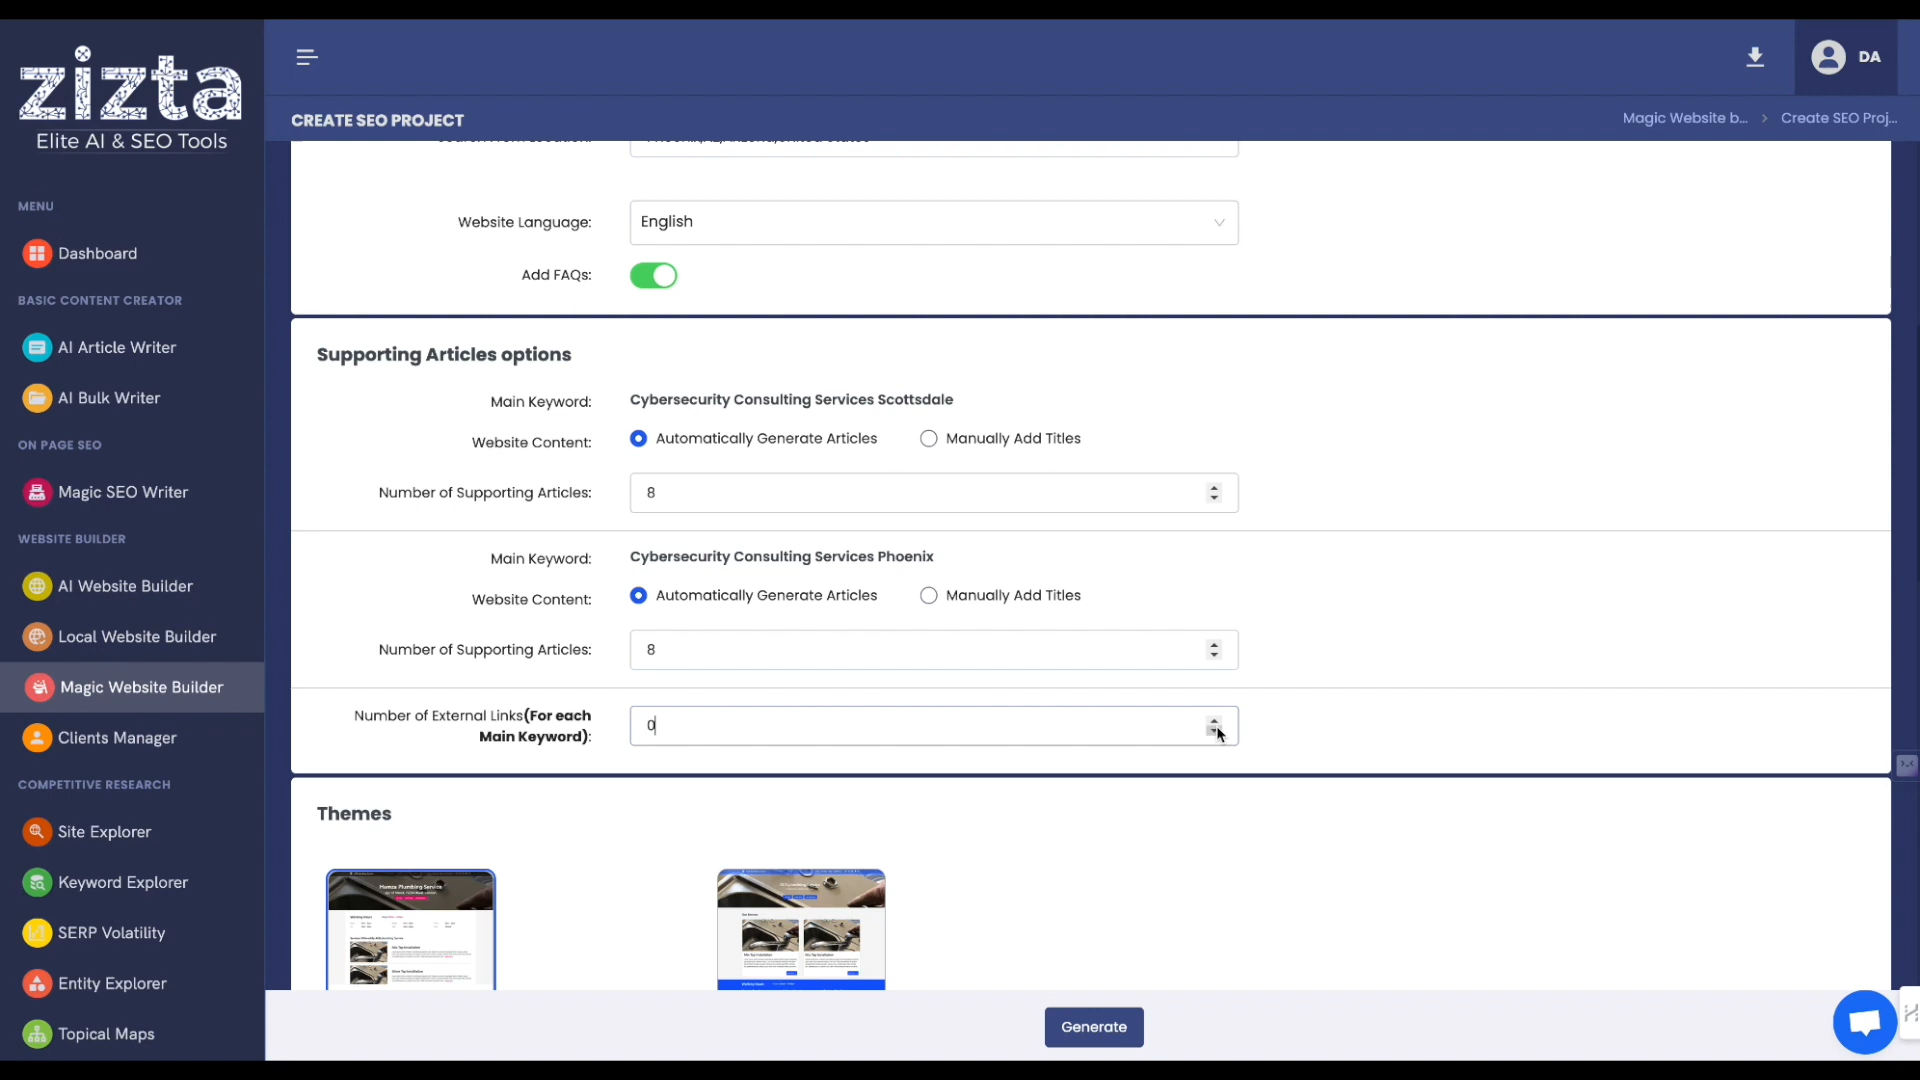 zizta
Elite AI & SEO Tools
DA
CREATE SEO PROJECT
Magic Website b... > Create SEO Proj...
MENU
Dashboard
BASIC CONTENT CREATOR
AI Article Writer
AI Bulk Writer
ON PAGE SEO
Magic SEO Writer
WEBSITE BUILDER
AI Website Builder
Local Website Builder
Magic Website Builder
Clients Manager
COMPETITIVE RESEARCH
Site Explorer
Keyword Explorer
SERP Volatility
Entity Explorer
Topical Maps
Website Language:
English
Add FAQs:
Supporting Articles options
Main Keyword:
Cybersecurity Consulting Services Scottsdale
Website Content:
Automatically Generate Articles
Manually Add Titles
Number of Supporting Articles:
8
Main Keyword:
Cybersecurity Consulting Services Phoenix
Website Content:
Automatically Generate Articles
Manually Add Titles
Number of Supporting Articles:
8
Number of External Links(For each
Main Keyword):
0
Themes
Humza Plumbing Service
Generate